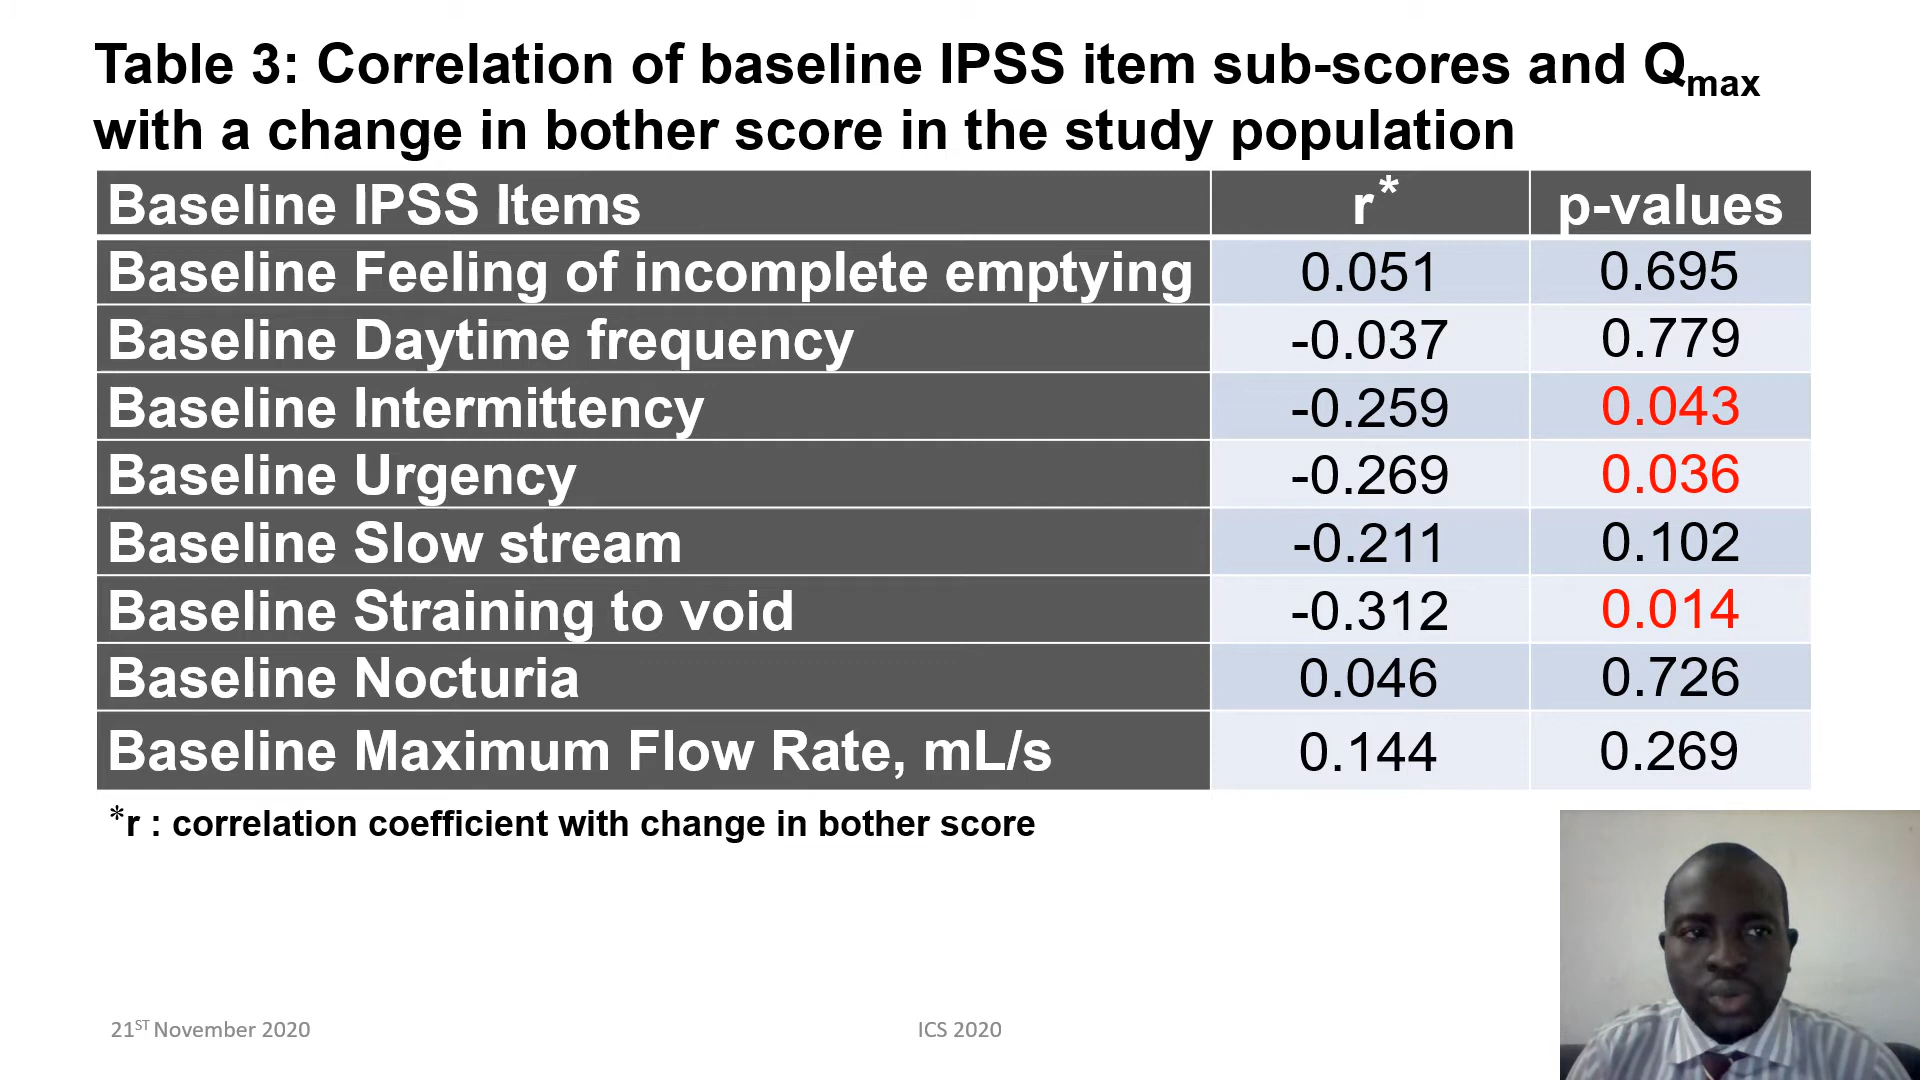 Table 3: Correlation of baseline IPSS item sub-scores and Qmax
with a change in bother score in the study population
Baseline IPSS Items r* p-values
Baseline Feeling of incomplete emptying 0.051 0.695
Baseline Daytime frequency -0.037 0.779
Baseline Intermittency -0.259 0.043
Baseline Urgency -0.269 0.036
Baseline Slow stream -0.211 0.102
Baseline Straining to void -0.312 0.014
Baseline Nocturia 0.046 0.726
Baseline Maximum Flow Rate, mL/s 0.144 0.269
*r : correlation coefficient with change in bother score
21ST November 2020 ICS 2020